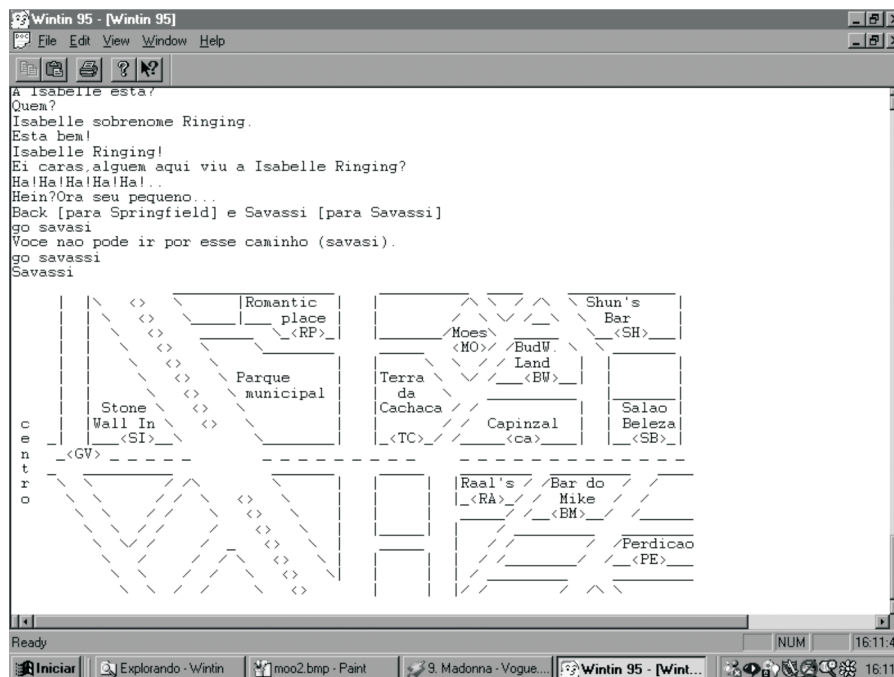 Wintin 95 - [Wintin 95]
File Edit View Window Help
A Isabelle esta?
Quem?
Isabelle sobrenome Ringing.
Esta bem!
Isabelle Ringing!
Ei caras,alguem aqui viu a Isabelle Ringing?
Ha!Ha!Ha!Ha!Ha!..
Hein?Ora seu pequeno...
Back [para Springfield] e Savassi [para Savassi]
go savasi
Voce nao pode ir por esse caminho (savasi).
go savassi
Savassi
Romantic Shun's
place Bar
<RP> Moes <SH>
<MO> BudW.
Land
Parque Terra <BW>
municipal da
Stone Cachaca Salao
Wall In Capinzal Beleza
<SI> <TC> <ca> <SB>
<GV>
centro
Raal's Bar do
<RA> Mike
<BM>
Perdicao
<PE>
Ready NUM 16:11:4
Iniciar Explorando - Wintin moo2.bmp - Paint 9. Madonna - Vogue.... Wintin 95 - [Wint... 16:11